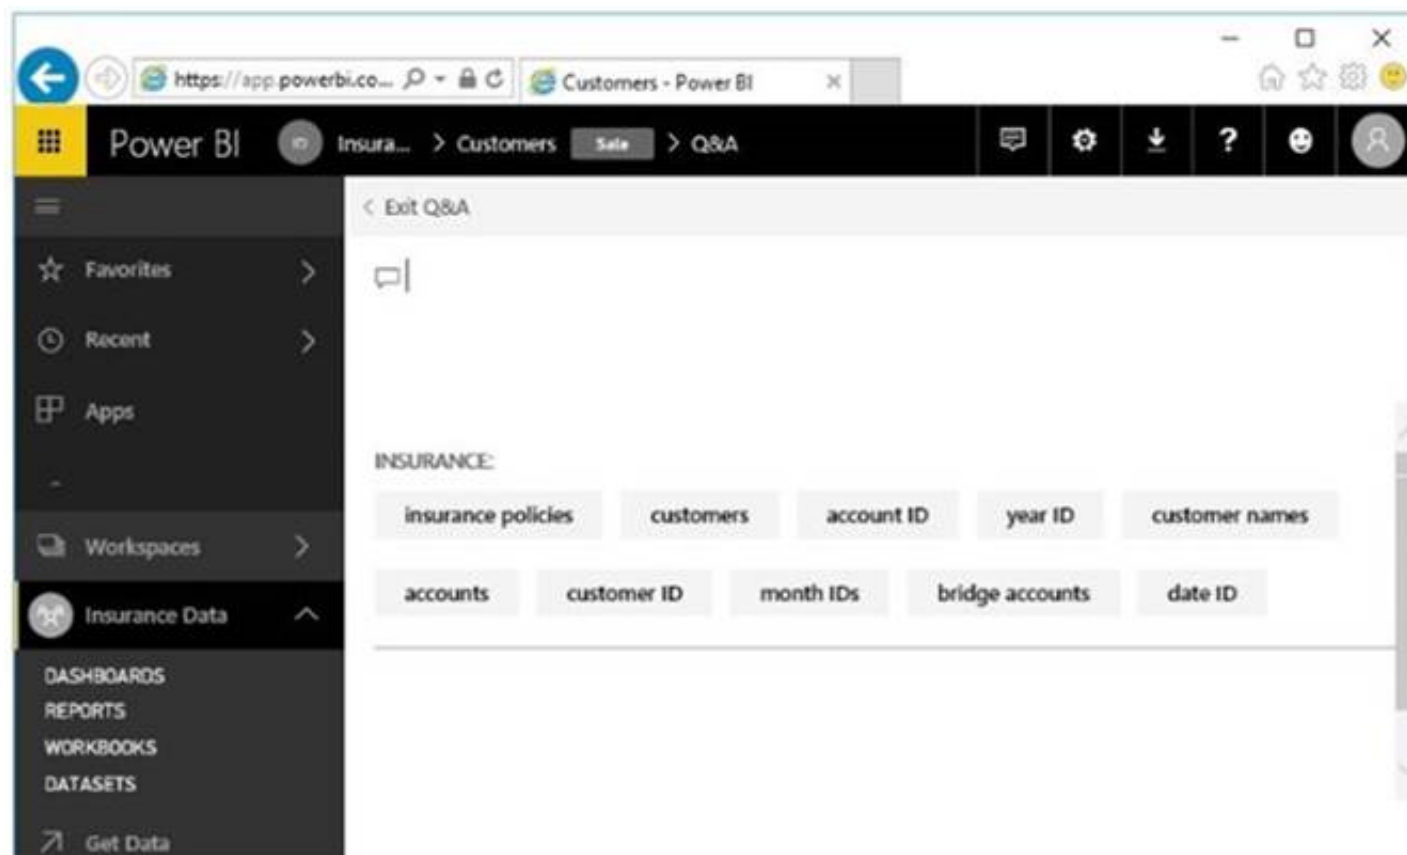 https://app.powerbi.co...
Customers - Power BI
Power BI
Insura... > Customers Sale > Q&A
< Exit Q&A
Favorites
Recent
Apps
Workspaces
Insurance Data
DASHBOARDS
REPORTS
WORKBOOKS
DATASETS
Get Data
INSURANCE:
insurance policies customers account ID year ID customer names
accounts customer ID month IDs bridge accounts date ID